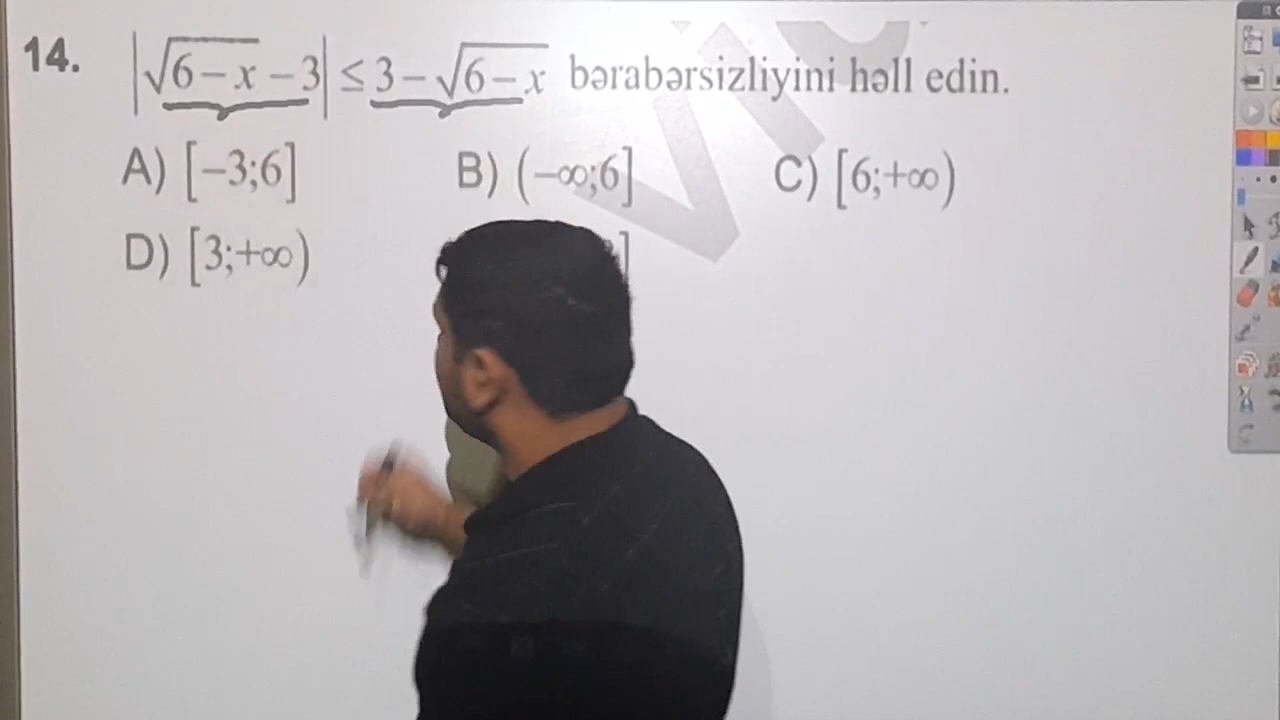 14. |√6−x − 3| ≤ 3 − √6−x bərabərsizliyini həll edin.
A) [−3;6] B) (−∞;6] C) [6;+∞)
D) [3;+∞) ]